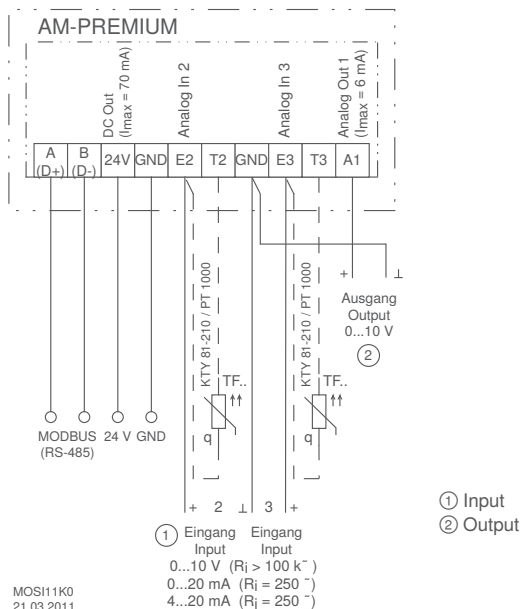 AM-PREMIUM
DC Out
(Imax = 70 mA)
Analog In 2
Analog In 3
Analog Out 1
(Imax = 6 mA)
A
(D+)
B
(D-)
24V
GND
E2
T2
GND
E3
T3
A1
KTY 81-210 / PT 1000
KTY 81-210 / PT 1000
+ ⊥
Ausgang
Output
0...10 V
2
TF..
TF..
q
q
MODBUS
(RS-485)
24 V
GND
+ 2 ⊥ 3 +
1 Eingang Eingang
Input Input
0...10 V (Ri > 100 k˜)
0...20 mA (Ri = 250 ˜)
4...20 mA (Ri = 250 ˜)
1 Input
2 Output
MOSI11K0
21.03.2011